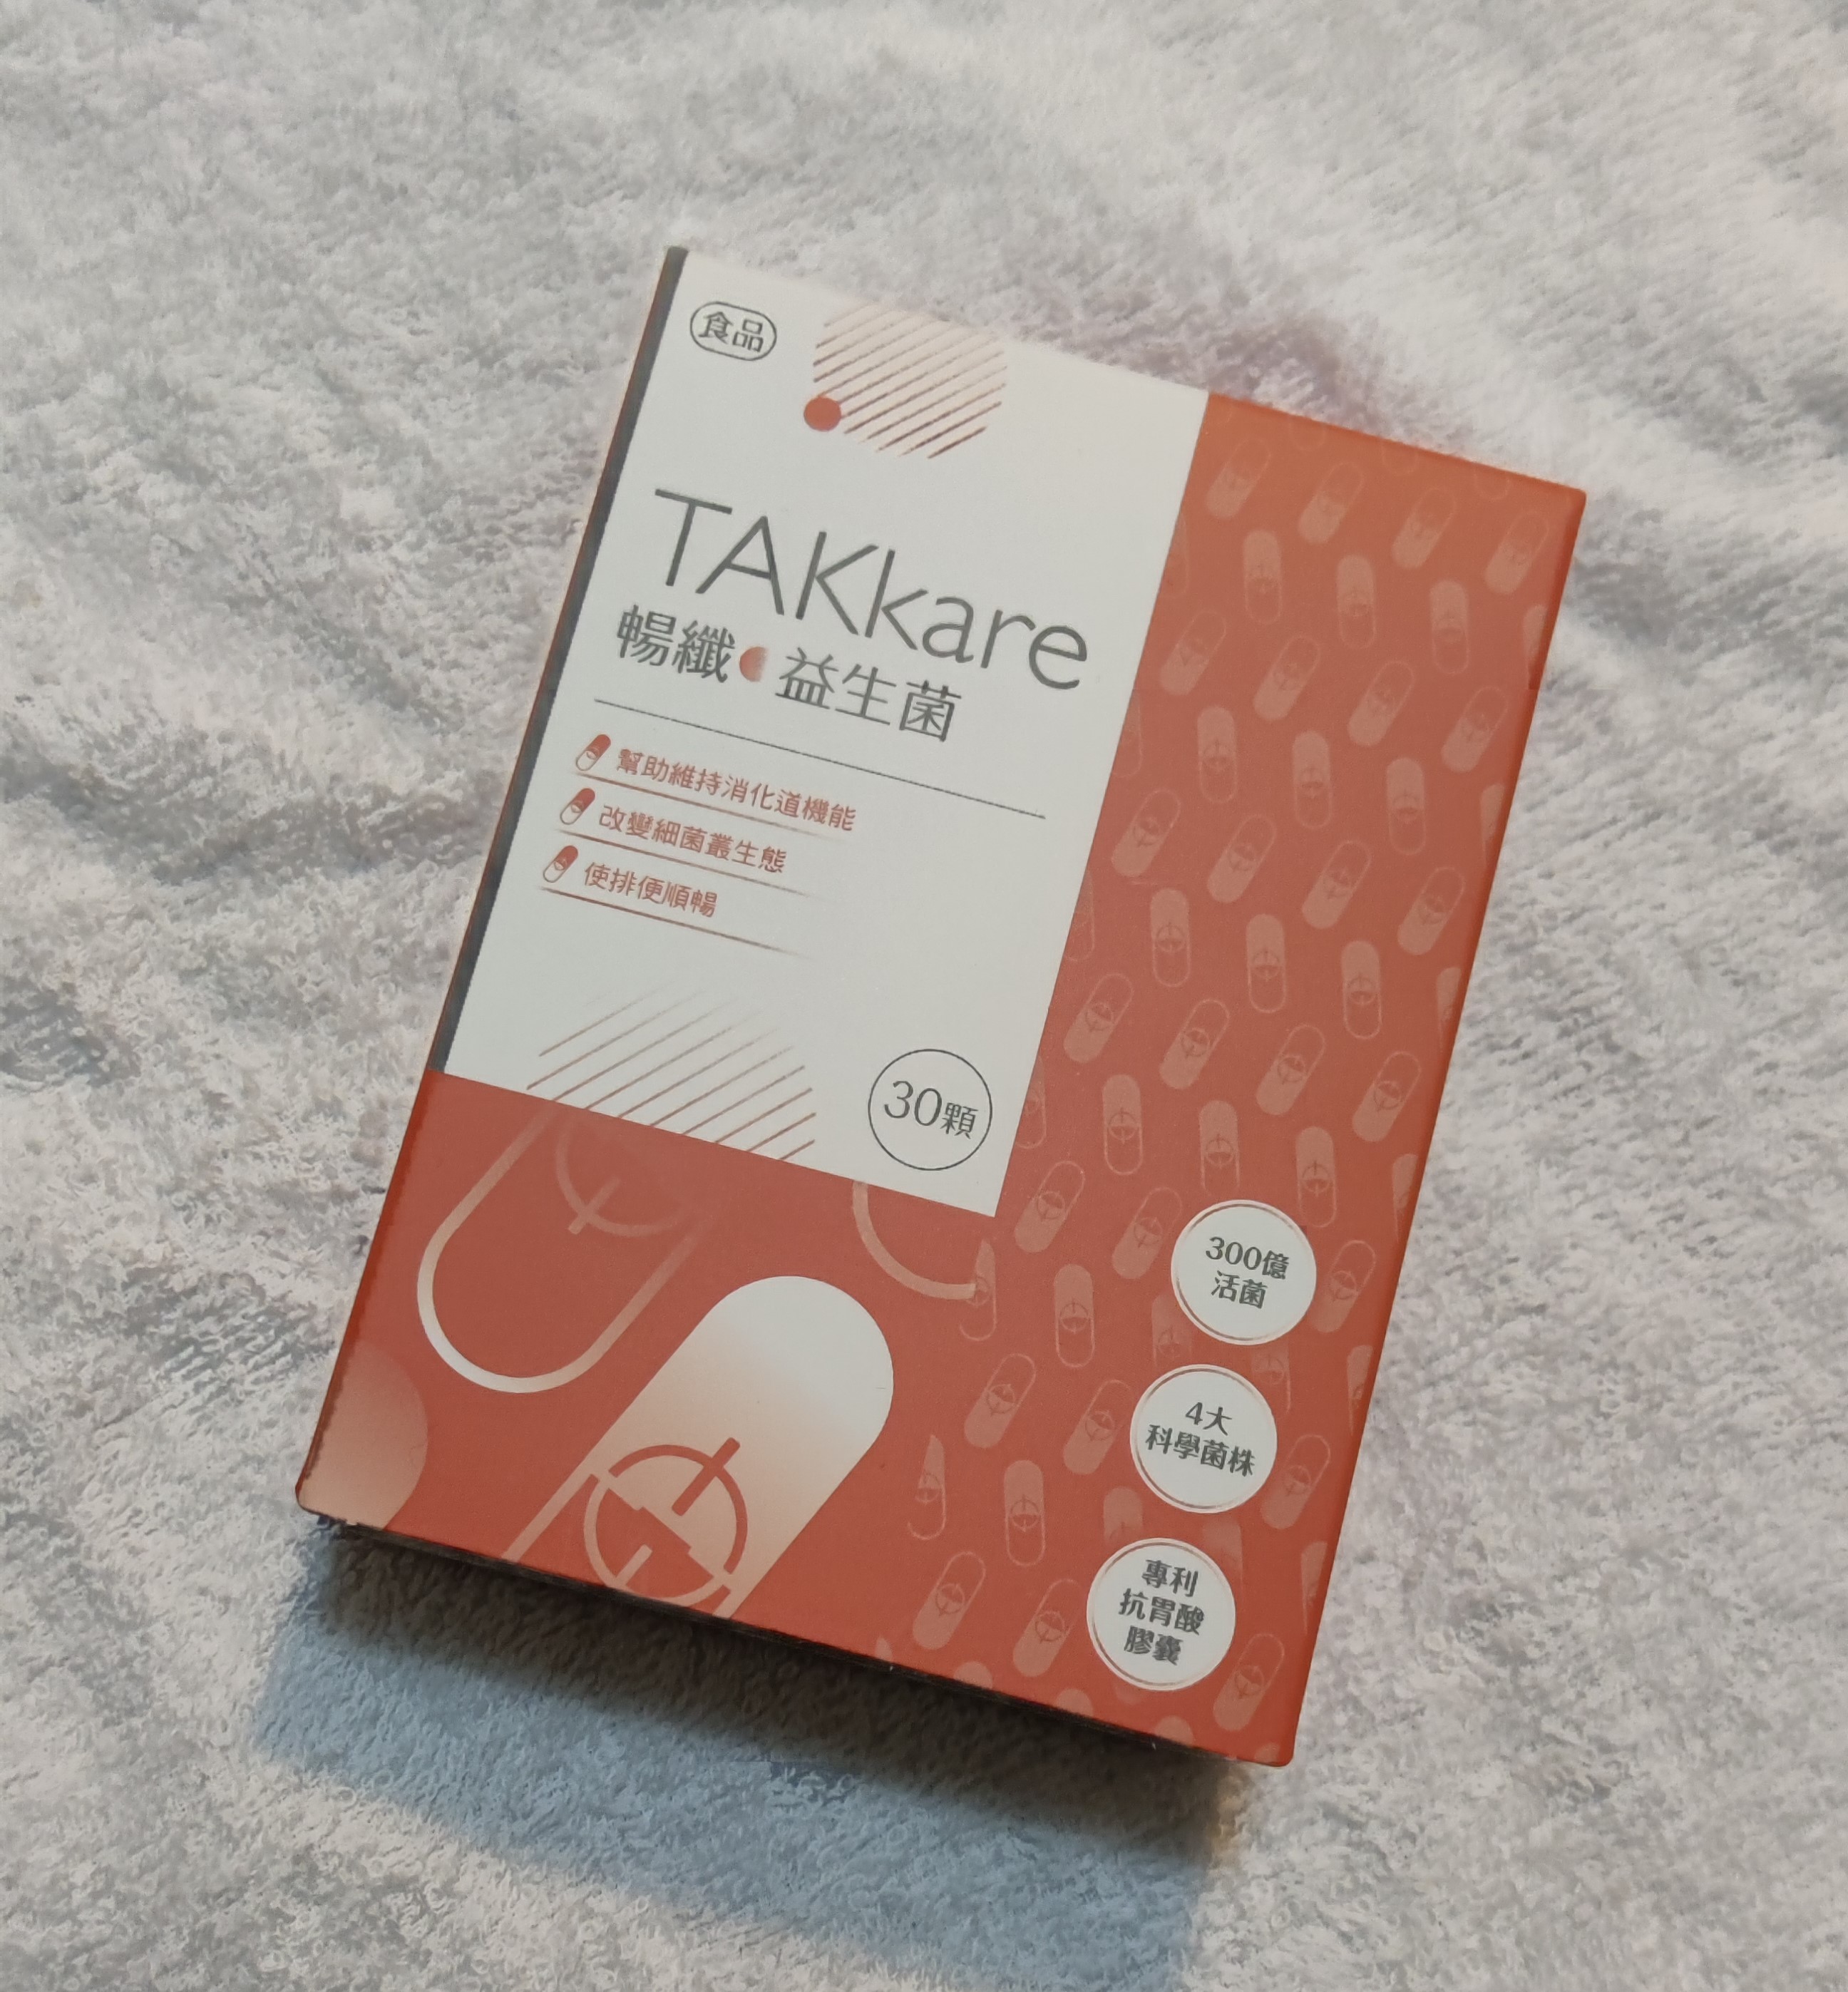 食品
TAKkare
暢纖•益生菌
幫助維持消化道機能
改變細菌叢生態
使排便順暢
30顆
300億
活菌
4大
科學菌株
專利
抗胃酸
膠囊